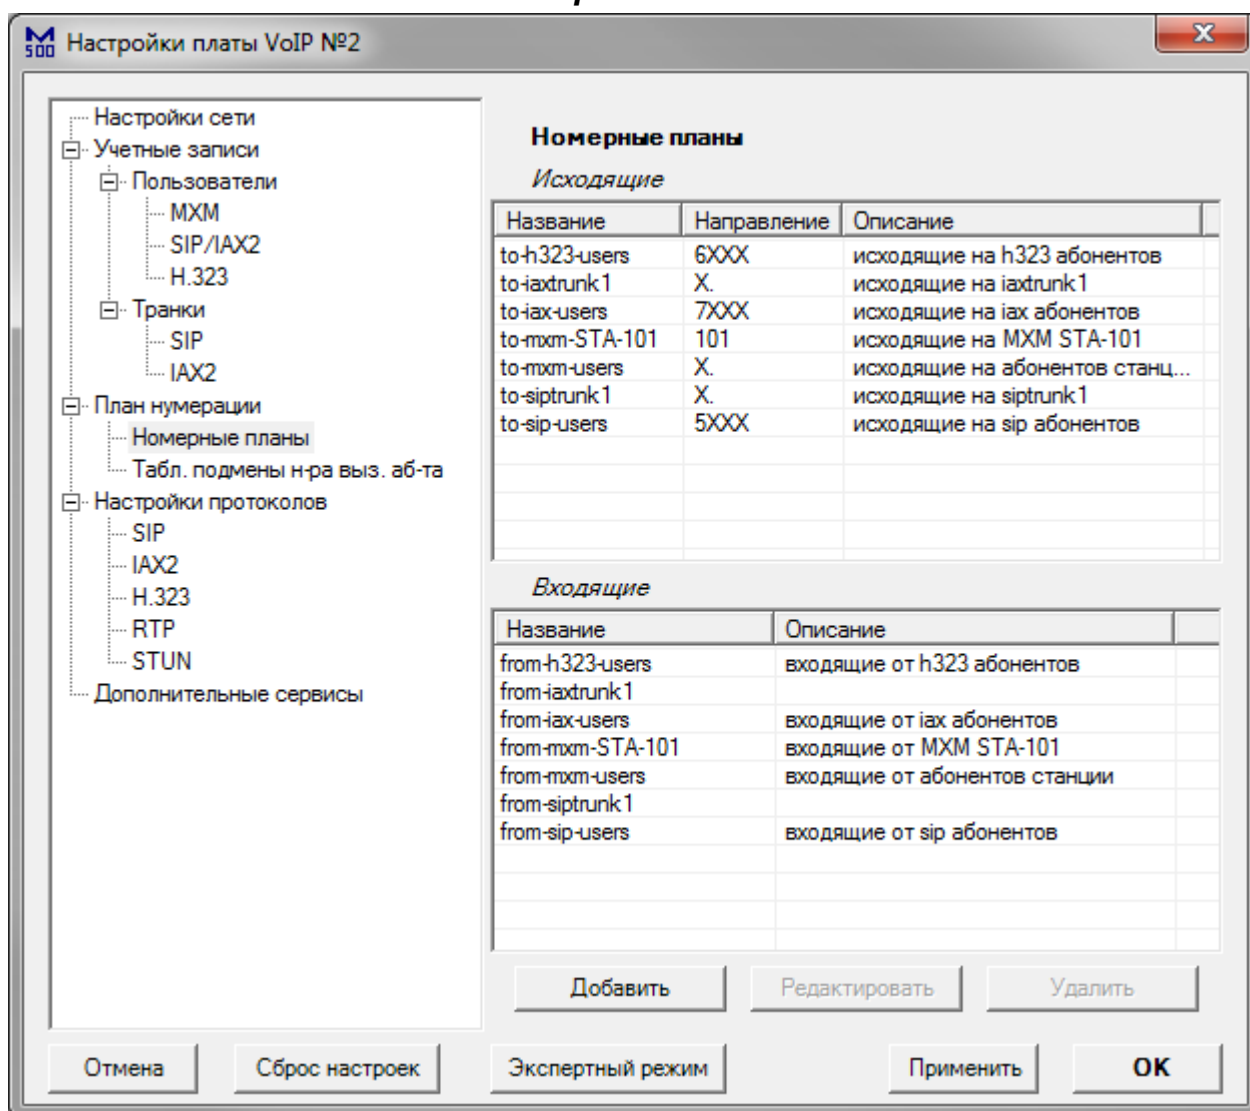 M 500 Настройки платы VoIP №2
Настройки сети
Учетные записи
Пользователи
MXM
SIP/IAX2
H.323
Транки
SIP
IAX2
План нумерации
Номерные планы
Табл. подмены н-ра выз. аб-та
Настройки протоколов
SIP
IAX2
H.323
RTP
STUN
Дополнительные сервисы
Номерные планы
Исходящие
Название Направление Описание
to-h323-users 6XXX исходящие на h323 абонентов
to-iaxtrunk1 X. исходящие на iaxtrunk1
to-iax-users 7XXX исходящие на iax абонентов
to-mxm-STA-101 101 исходящие на MXM STA-101
to-mxm-users X. исходящие на абонентов станц...
to-siptrunk1 X. исходящие на siptrunk1
to-sip-users 5XXX исходящие на sip абонентов
Входящие
Название Описание
from-h323-users входящие от h323 абонентов
from-iaxtrunk1
from-iax-users входящие от iax абонентов
from-mxm-STA-101 входящие от MXM STA-101
from-mxm-users входящие от абонентов станции
from-siptrunk1
from-sip-users входящие от sip абонентов
Добавить Редактировать Удалить
Отмена Сброс настроек Экспертный режим Применить OK